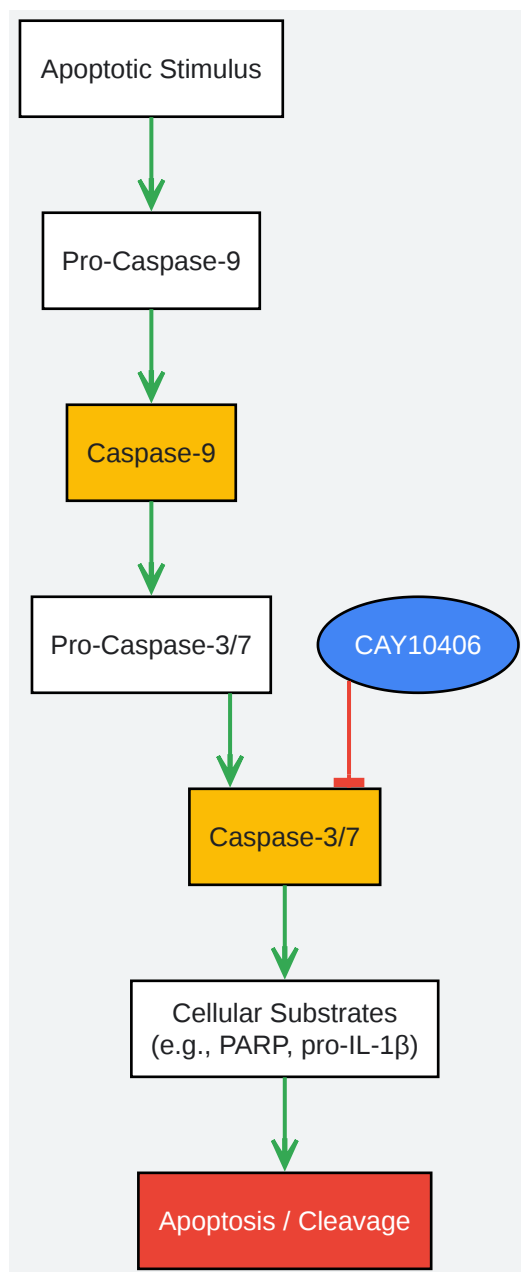 Apoptotic Stimulus
Pro-Caspase-9
Caspase-9
Pro-Caspase-3/7
CAY10406
Caspase-3/7
Cellular Substrates
(e.g., PARP, pro-IL-1β)
Apoptosis / Cleavage